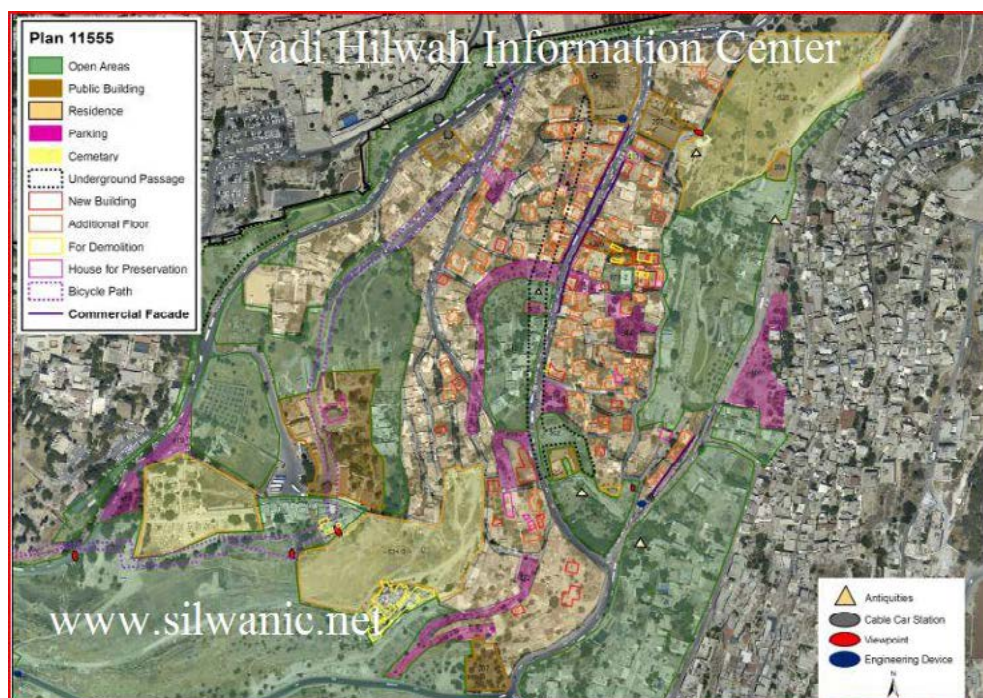 Wadi Hilwah Information Center
Plan 11555
Open Areas
Public Building
Residence
Parking
Cemetary
Underground Passage
New Building
Additional Floor
For Demolition
House for Preservation
Bicycle Path
Commercial Facade
www.silwanic.net
Antiquities
Cable Car Station
Viewpoint
Engineering Device
N